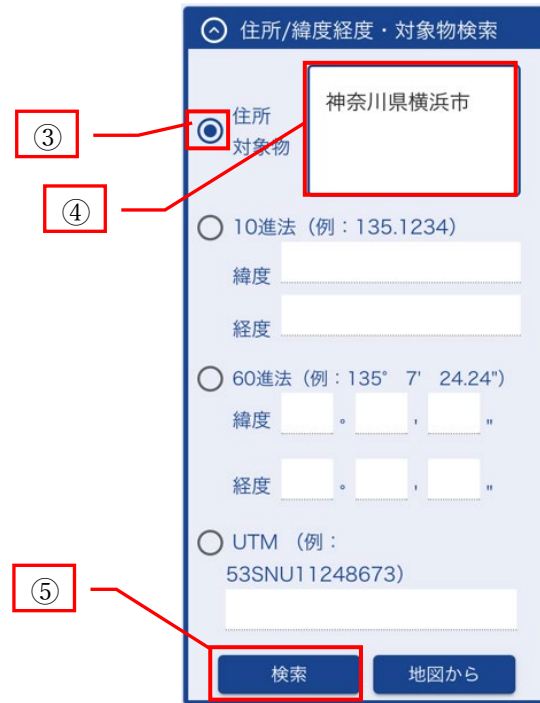 住所/緯度経度・対象物検索
③
住所
対象物
神奈川県横浜市
④
10進法（例：135.1234）
緯度
経度
60進法（例：135° 7' 24.24"）
緯度 ° ' "
経度 ° ' "
UTM （例：
53SNU11248673）
⑤
検索 地図から